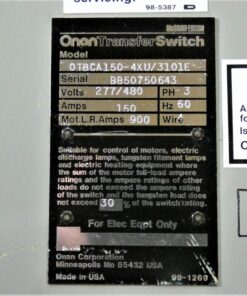 servicing.
98-5387
McGRAW-EDISON
Onan Transfer Switch
Model
OTBCA150-4XU/3101E
Serial
B850750643
Volts 277/480 PH 3
Amps 150 Hz 60
Mot.L.R.Amps 900 Wire
Suitable for control of motors, electric
discharge lamps, tungsten filament lamps
and electric heating equipment where
the sum of the motor full-load ampere
ratings and the ampere ratings of other
loads do not exceed the ampere rating
of the switch and the tungsten load does
not exceed 30 % of switch rating.
For Elec Eqpt Only
Onan Corporation
Minneapolis Mn 55432 USA
Made in USA 99-1269